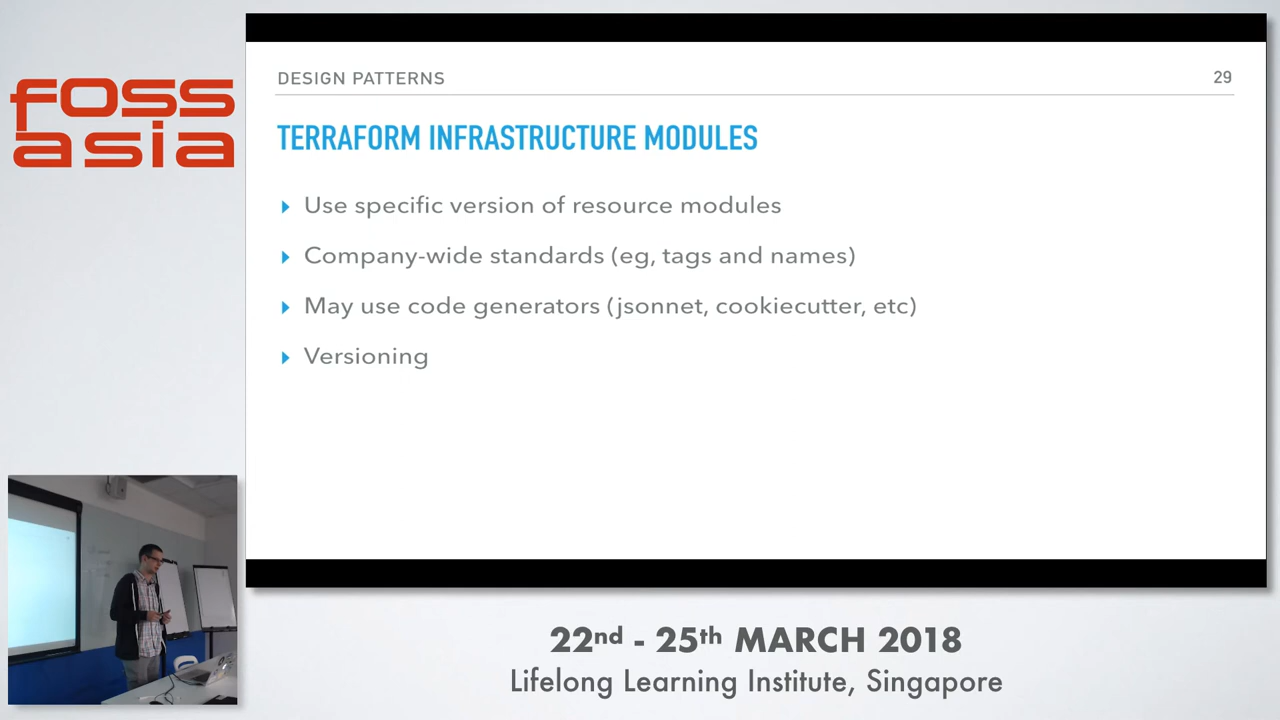 foss
asia
DESIGN PATTERNS
29
TERRAFORM INFRASTRUCTURE MODULES
Use specific version of resource modules
Company-wide standards (eg, tags and names)
May use code generators (jsonnet, cookiecutter, etc)
Versioning
22nd - 25th MARCH 2018
Lifelong Learning Institute, Singapore